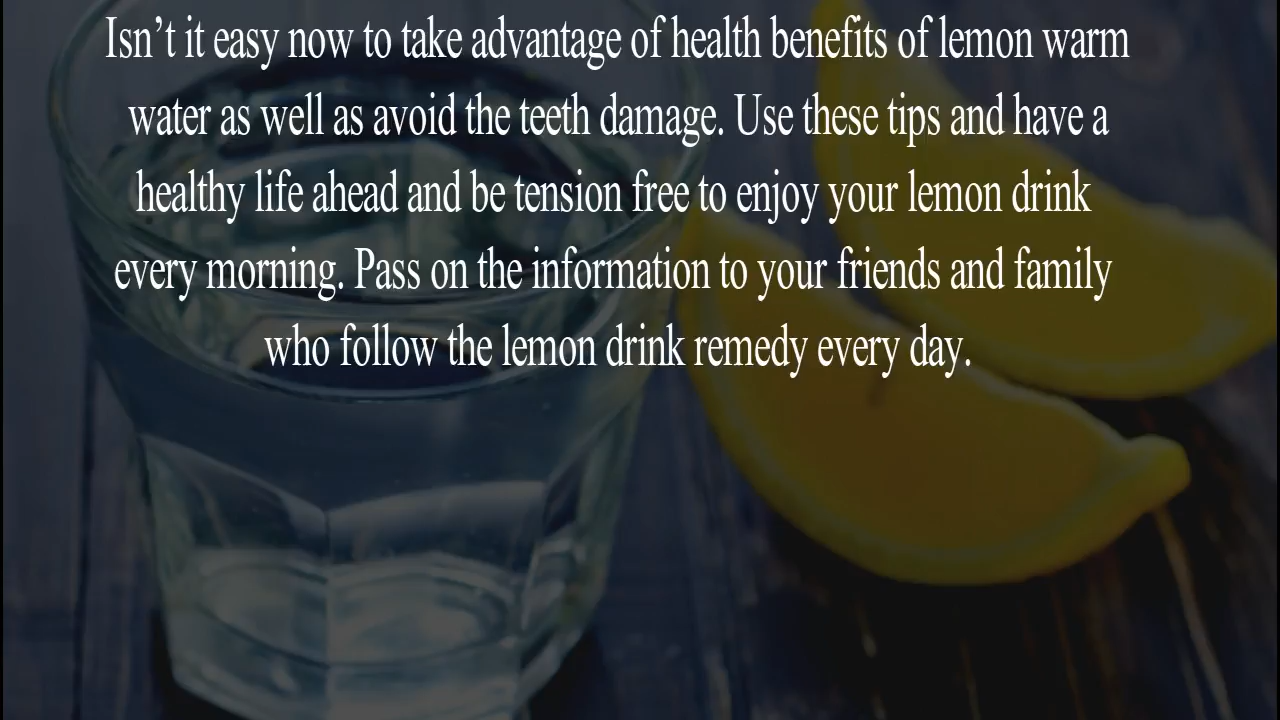 Isn’t it easy now to take advantage of health benefits of lemon warm
water as well as avoid the teeth damage. Use these tips and have a
healthy life ahead and be tension free to enjoy your lemon drink
every morning. Pass on the information to your friends and family
who follow the lemon drink remedy every day.